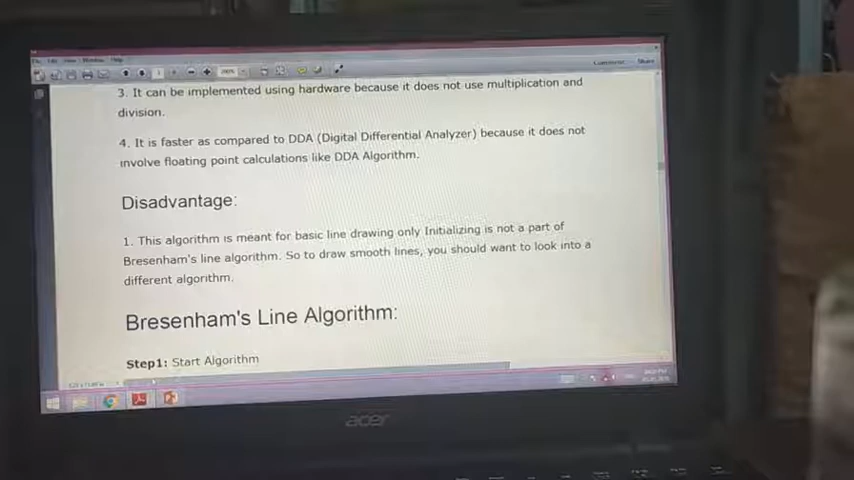 200%
Comment
Share
3. It can be implemented using hardware because it does not use multiplication and
division.
4. It is faster as compared to DDA (Digital Differential Analyzer) because it does not
involve floating point calculations like DDA Algorithm.
Disadvantage:
1. This algorithm is meant for basic line drawing only Initializing is not a part of
Bresenham's line algorithm. So to draw smooth lines, you should want to look into a
different algorithm.
Bresenham's Line Algorithm:
Step1: Start Algorithm
acer